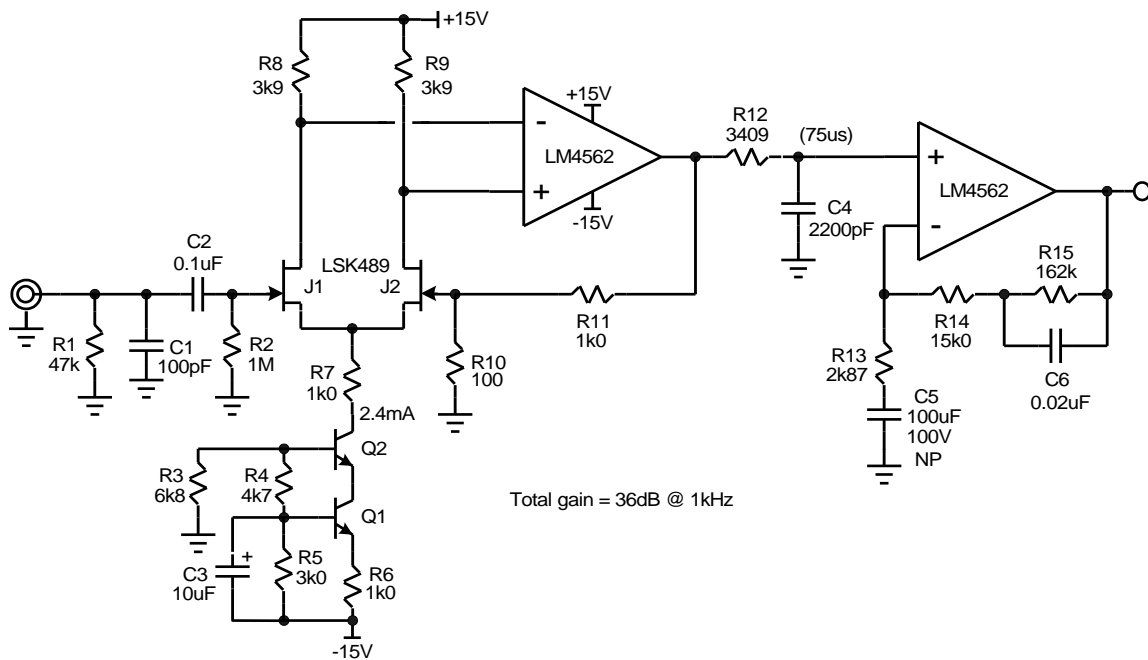 +15V
R8
3k9
R9
3k9
+15V
-
LM4562
+
-15V
R12
3409
(75us)
+
LM4562
-
C4
2200pF
R15
162k
C2
0.1uF
LSK489
J1
J2
R11
1k0
R14
15k0
R1
47k
C1
100pF
R2
1M
R10
100
R13
2k87
C6
0.02uF
R7
1k0
2.4mA
C5
100uF
100V
NP
Q2
R3
6k8
R4
4k7
Total gain = 36dB @ 1kHz
Q1
+
C3
10uF
R5
3k0
R6
1k0
-15V